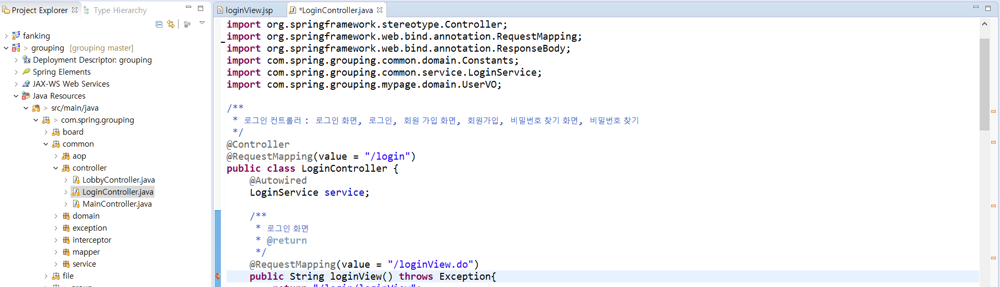 Project Explorer
Type Hierarchy
fanking
> grouping [grouping master]
Deployment Descriptor: grouping
Spring Elements
JAX-WS Web Services
Java Resources
> src/main/java
> com.spring.grouping
board
common
aop
controller
LobbyController.java
LoginController.java
MainController.java
domain
exception
interceptor
mapper
service
file
loginView.jsp
*LoginController.java
import org.springframework.stereotype.Controller;
import org.springframework.web.bind.annotation.RequestMapping;
import org.springframework.web.bind.annotation.ResponseBody;
import com.spring.grouping.common.domain.Constants;
import com.spring.grouping.common.service.LoginService;
import com.spring.grouping.mypage.domain.UserVO;
/**
* 로그인 컨트롤러 : 로그인 화면, 로그인, 회원 가입 화면, 회원가입, 비밀번호 찾기 화면, 비밀번호 찾기
*/
@Controller
@RequestMapping(value = "/login")
public class LoginController {
@Autowired
LoginService service;
/**
* 로그인 화면
* @return
*/
@RequestMapping(value = "/loginView.do")
public String loginView() throws Exception{
return "/login/loginView";